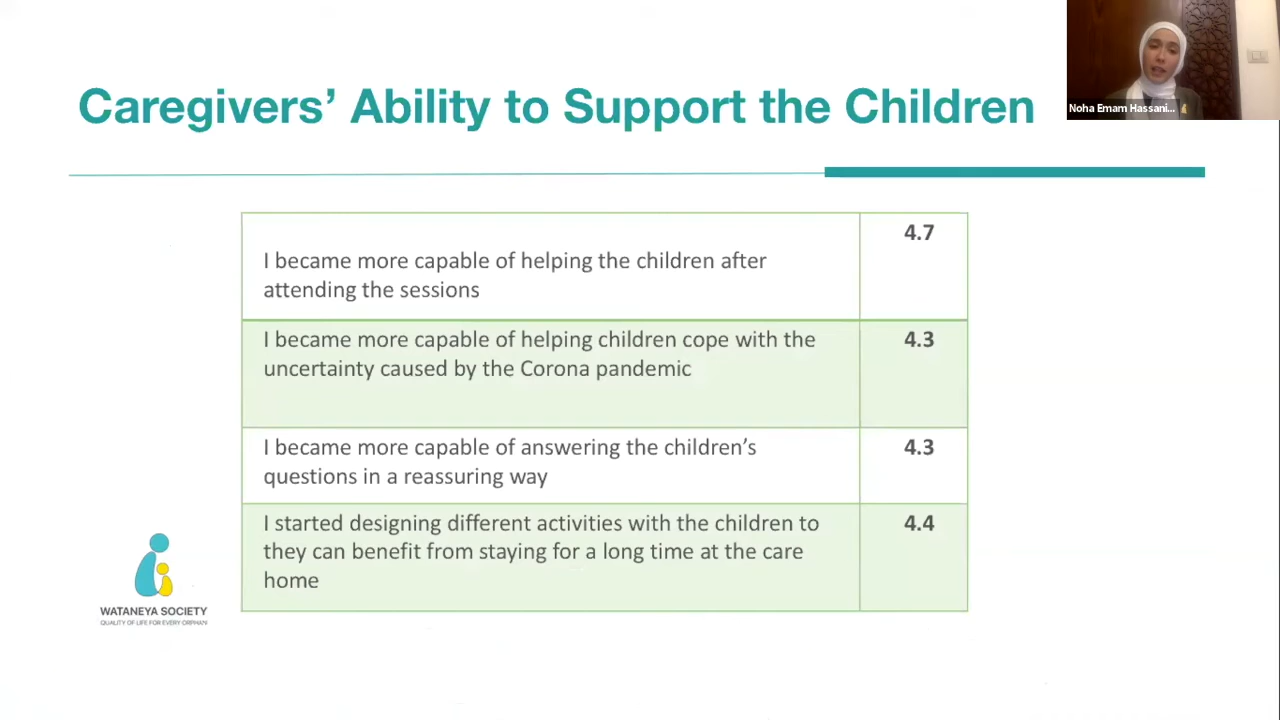 Noha Emam Hassani...
Caregivers’ Ability to Support the Children
I became more capable of helping the children after
attending the sessions
4.7
I became more capable of helping children cope with the
uncertainty caused by the Corona pandemic
4.3
I became more capable of answering the children’s
questions in a reassuring way
4.3
I started designing different activities with the children to
they can benefit from staying for a long time at the care
home
4.4
WATANEYA SOCIETY
QUALITY OF LIFE FOR EVERY ORPHAN